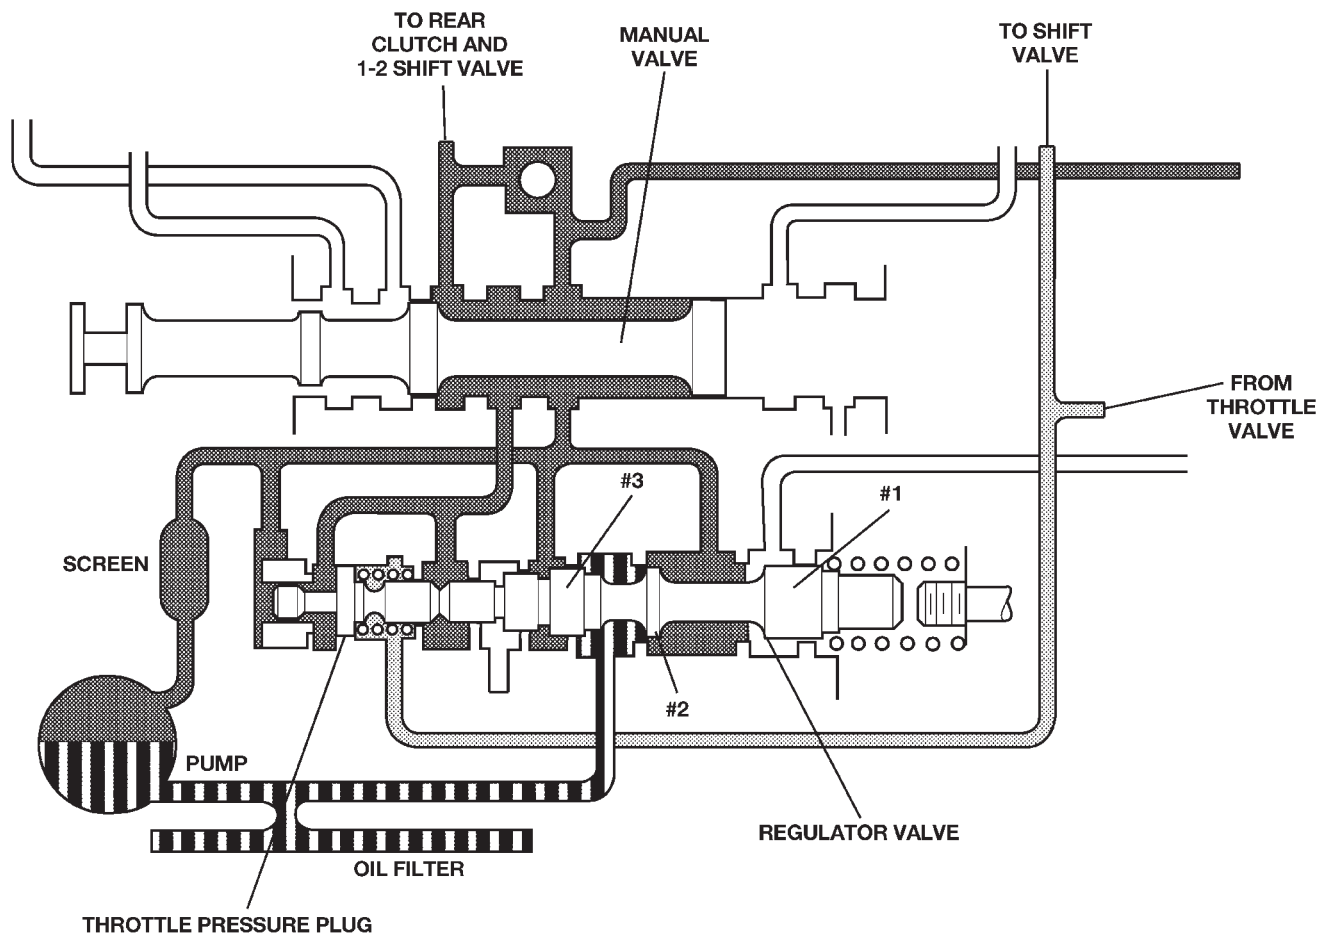 TO REAR
CLUTCH AND
1-2 SHIFT VALVE
MANUAL
VALVE
TO SHIFT
VALVE
FROM
THROTTLE
VALVE
#3
#1
SCREEN
#2
PUMP
REGULATOR VALVE
OIL FILTER
THROTTLE PRESSURE PLUG